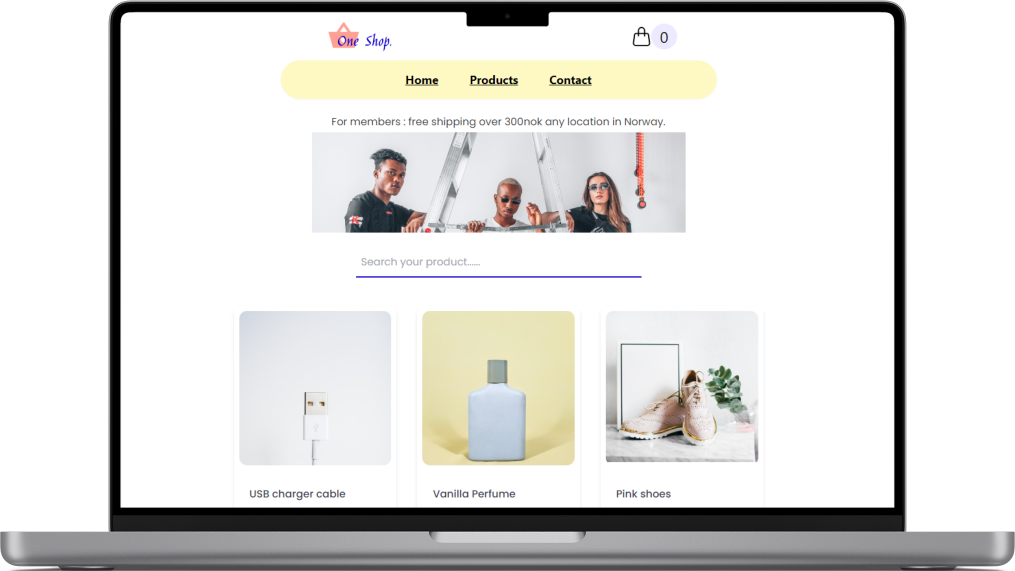 One Shop.
0
Home Products Contact
For members : free shipping over 300nok any location in Norway.
Search your product......
USB charger cable
Vanilla Perfume
Pink shoes